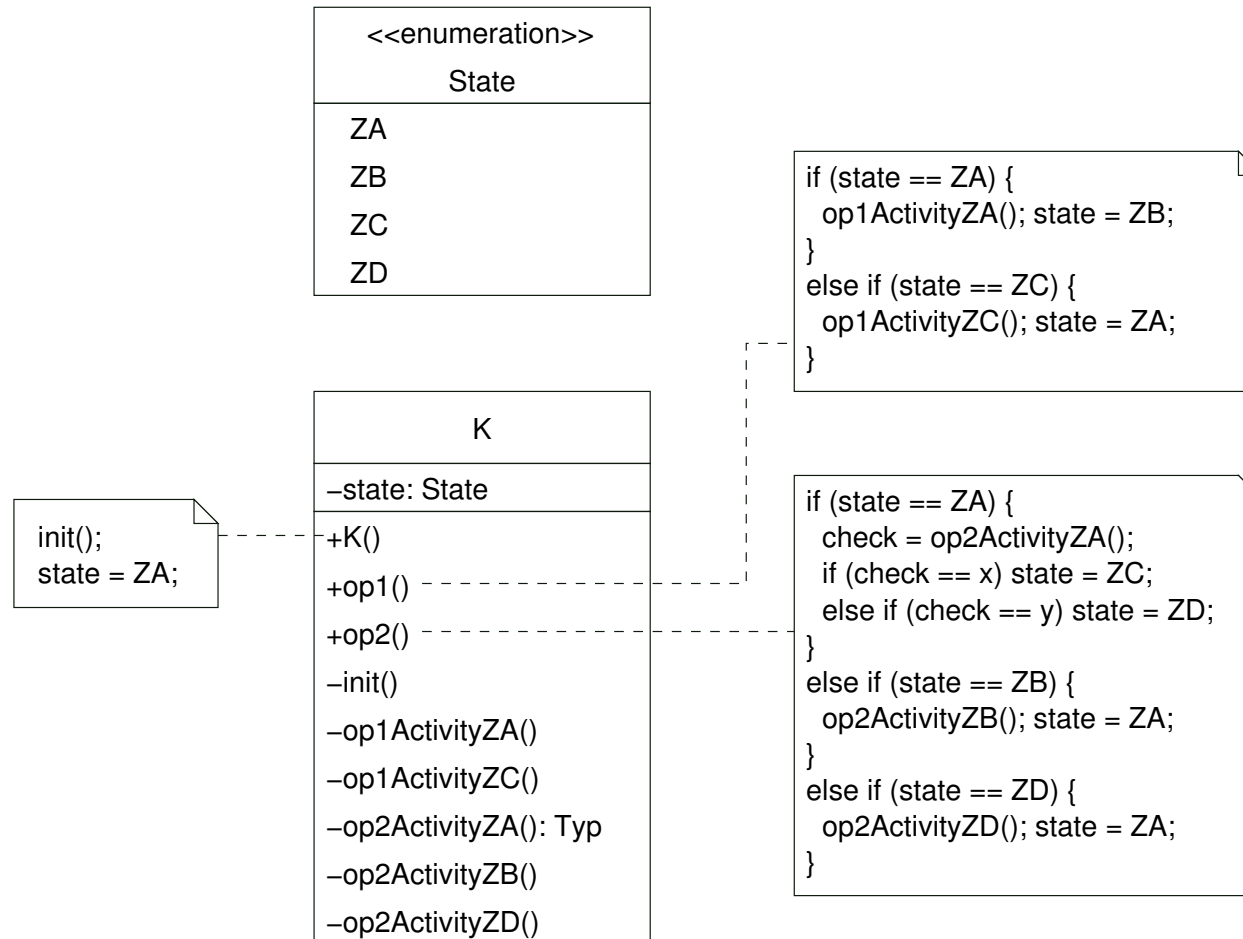 <<enumeration>>
State
ZA
ZB
ZC
ZD
if (state == ZA) {
op1ActivityZA(); state = ZB;
}
else if (state == ZC) {
op1ActivityZC(); state = ZA;
}
K
−state: State
+K()
+op1()
+op2()
−init()
−op1ActivityZA()
−op1ActivityZC()
−op2ActivityZA(): Typ
−op2ActivityZB()
−op2ActivityZD()
init();
state = ZA;
if (state == ZA) {
check = op2ActivityZA();
if (check == x) state = ZC;
else if (check == y) state = ZD;
}
else if (state == ZB) {
op2ActivityZB(); state = ZA;
}
else if (state == ZD) {
op2ActivityZD(); state = ZA;
}